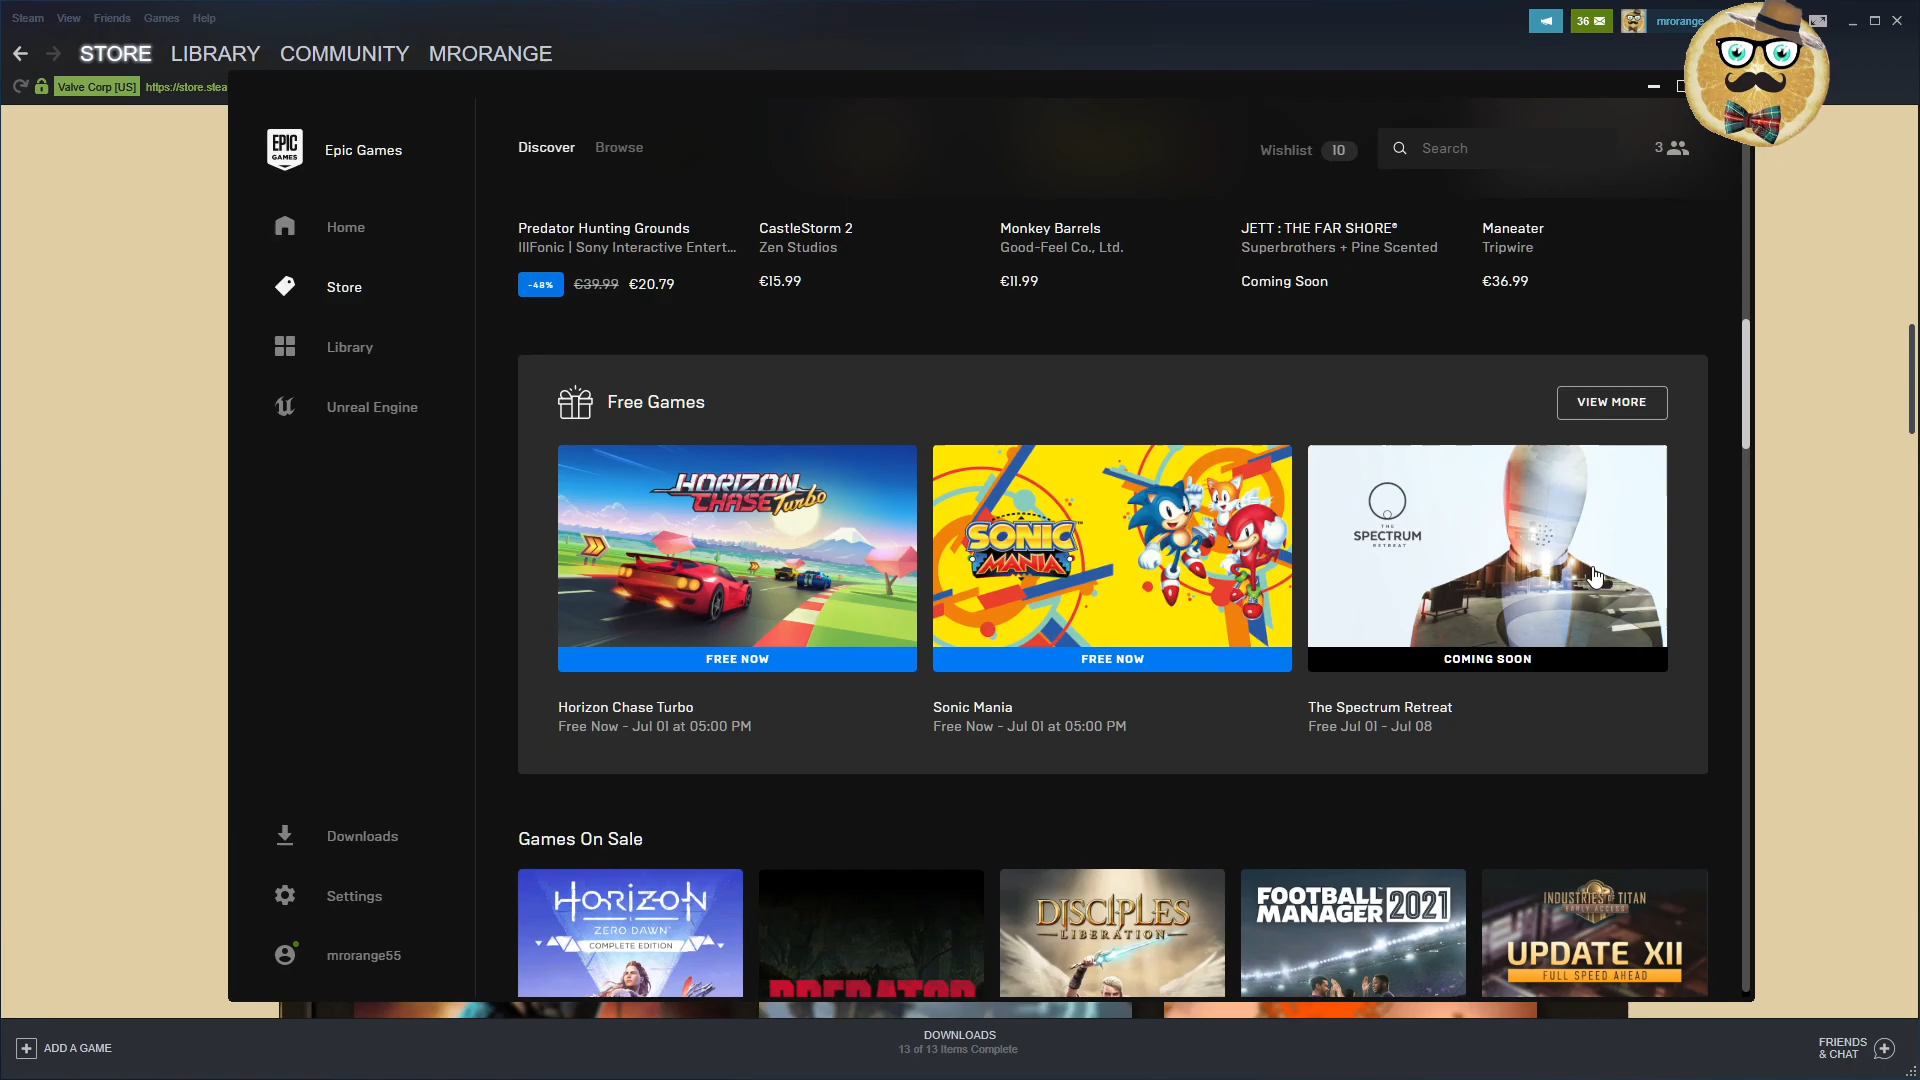 Steam View Friends Games Help
36
mrorange
STORE LIBRARY COMMUNITY MRORANGE
Valve Corp [US] https://store.stea
EPIC
GAMES
Epic Games
Discover Browse
Wishlist 10
Search
3
Home
Store
Library
Unreal Engine
Predator Hunting Grounds
IllFonic | Sony Interactive Entert...
-48% €39.99 €20.79
CastleStorm 2
Zen Studios
€15.99
Monkey Barrels
Good-Feel Co., Ltd.
€11.99
JETT : THE FAR SHORE®
Superbrothers + Pine Scented
Coming Soon
Maneater
Tripwire
€36.99
Free Games
VIEW MORE
HORIZON
CHASE Turbo
FREE NOW
Horizon Chase Turbo
Free Now - Jul 01 at 05:00 PM
SONIC
MANIA
FREE NOW
Sonic Mania
Free Now - Jul 01 at 05:00 PM
THE
SPECTRUM
RETREAT
COMING SOON
The Spectrum Retreat
Free Jul 01 - Jul 08
Games On Sale
HORIZON
ZERO DAWN™
COMPLETE EDITION
PREDATOR
DISCIPLES
LIBERATION
FOOTBALL
MANAGER 2021
INDUSTRIES OF TITAN
EARLY ACCESS
UPDATE XII
FULL SPEED AHEAD
Downloads
Settings
mrorange55
ADD A GAME
DOWNLOADS
13 of 13 Items Complete
FRIENDS
& CHAT